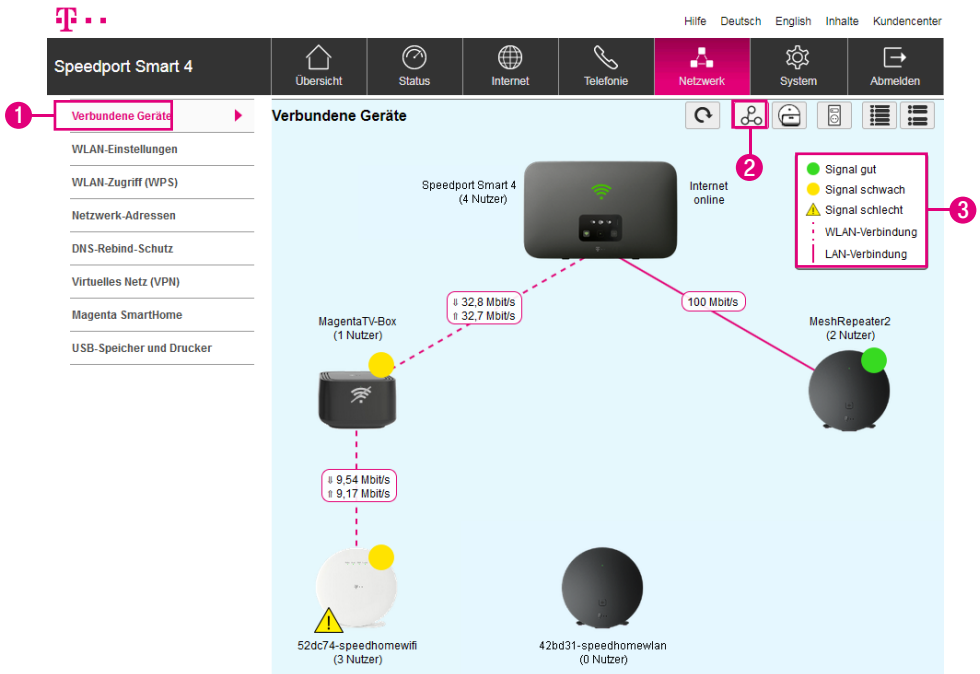 T
Hilfe Deutsch English Inhalte Kundencenter
Speedport Smart 4
Übersicht
Status
Internet
Telefonie
Netzwerk
System
Abmelden
1
Verbundene Geräte
WLAN-Einstellungen
WLAN-Zugriff (WPS)
Netzwerk-Adressen
DNS-Rebind-Schutz
Virtuelles Netz (VPN)
Magenta SmartHome
USB-Speicher und Drucker
Verbundene Geräte
2
Signal gut
Signal schwach
Signal schlecht
WLAN-Verbindung
LAN-Verbindung
3
Speedport Smart 4
(4 Nutzer)
Internet
online
⇓ 32,8 Mbit/s
⇑ 32,7 Mbit/s
100 Mbit/s
MagentaTV-Box
(1 Nutzer)
MeshRepeater2
(2 Nutzer)
⇓ 9,54 Mbit/s
⇑ 9,17 Mbit/s
52dc74-speedhomewifi
(3 Nutzer)
42bd31-speedhomewlan
(0 Nutzer)